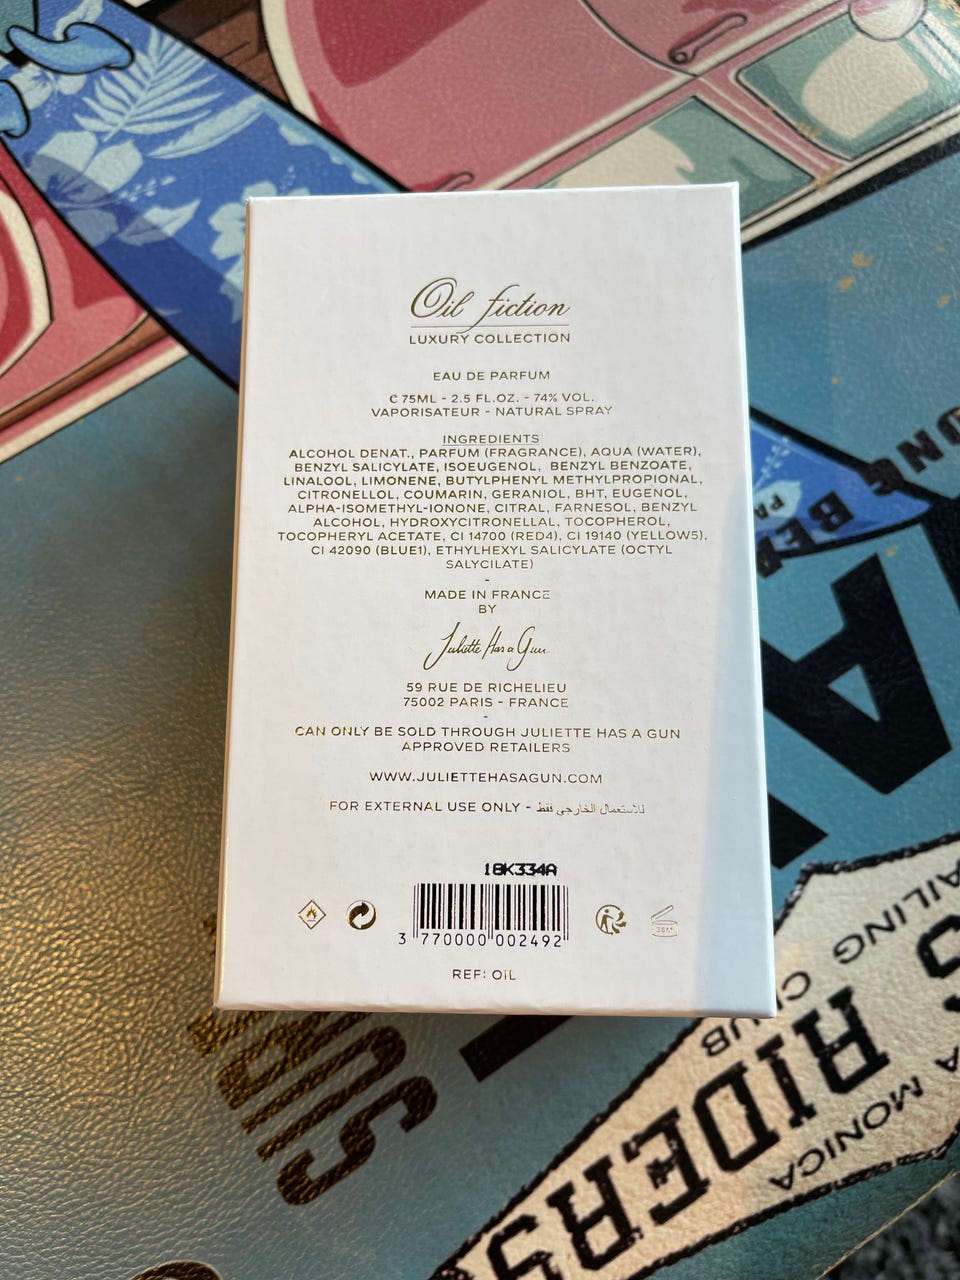 Oil fiction
LUXURY COLLECTION
EAU DE PARFUM
℮ 75ML - 2.5 FL.OZ. - 74% VOL.
VAPORISATEUR - NATURAL SPRAY
INGREDIENTS
ALCOHOL DENAT., PARFUM (FRAGRANCE), AQUA (WATER),
BENZYL SALICYLATE, ISOEUGENOL, BENZYL BENZOATE,
LINALOOL, LIMONENE, BUTYLPHENYL METHYLPROPIONAL,
CITRONELLOL, COUMARIN, GERANIOL, BHT, EUGENOL,
ALPHA-ISOMETHYL-IONONE, CITRAL, FARNESOL, BENZYL
ALCOHOL, HYDROXYCITRONELLAL, TOCOPHEROL,
TOCOPHERYL ACETATE, CI 14700 (RED4), CI 19140 (YELLOW5),
CI 42090 (BLUE1), ETHYLHEXYL SALICYLATE (OCTYL
SALYCILATE)
-
MADE IN FRANCE
BY
Juliette Has a Gun
59 RUE DE RICHELIEU
75002 PARIS - FRANCE
-
CAN ONLY BE SOLD THROUGH JULIETTE HAS A GUN
APPROVED RETAILERS
WWW.JULIETTEHASAGUN.COM
FOR EXTERNAL USE ONLY - للاستعمال الخارجي فقط
18K334A
3 770000 002492
36M
REF: OIL
RIDERS
A MONICA